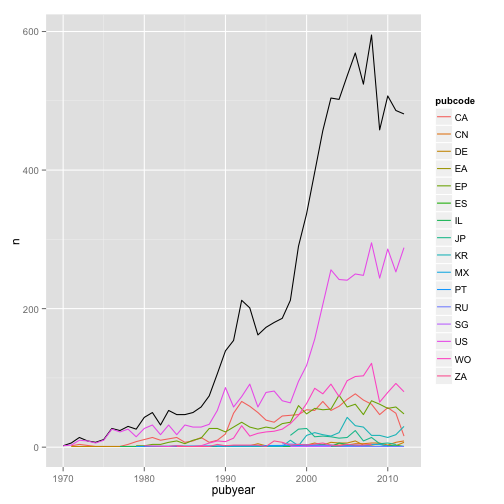 600
400
200
0
n
1970
1980
1990
2000
2010
pubyear
pubcode
CA
CN
DE
EA
EP
ES
IL
JP
KR
MX
PT
RU
SG
US
WO
ZA